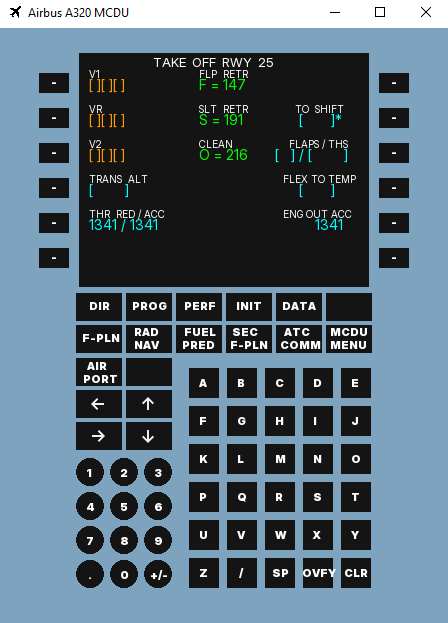 Airbus A320 MCDU
TAKE OFF RWY 25
V1 FLP RETR
[ ][ ][ ] F = 147
VR SLT RETR TO SHIFT
[ ][ ][ ] S = 191 [ ]*
V2 CLEAN FLAPS / THS
[ ][ ][ ] O = 216 [ ] / [ ]
TRANS ALT FLEX TO TEMP
[ ] [ ]
THR RED / ACC ENG OUT ACC
1341 / 1341 1341
DIR PROG PERF INIT DATA
F-PLN RAD NAV FUEL PRED SEC F-PLN ATC COMM MCDU MENU
AIR PORT
← ↑
→ ↓
A B C D E
F G H I J
K L M N O
P Q R S T
U V W X Y
Z / SP OVFY CLR
1 2 3
4 5 6
7 8 9
. 0 +/-